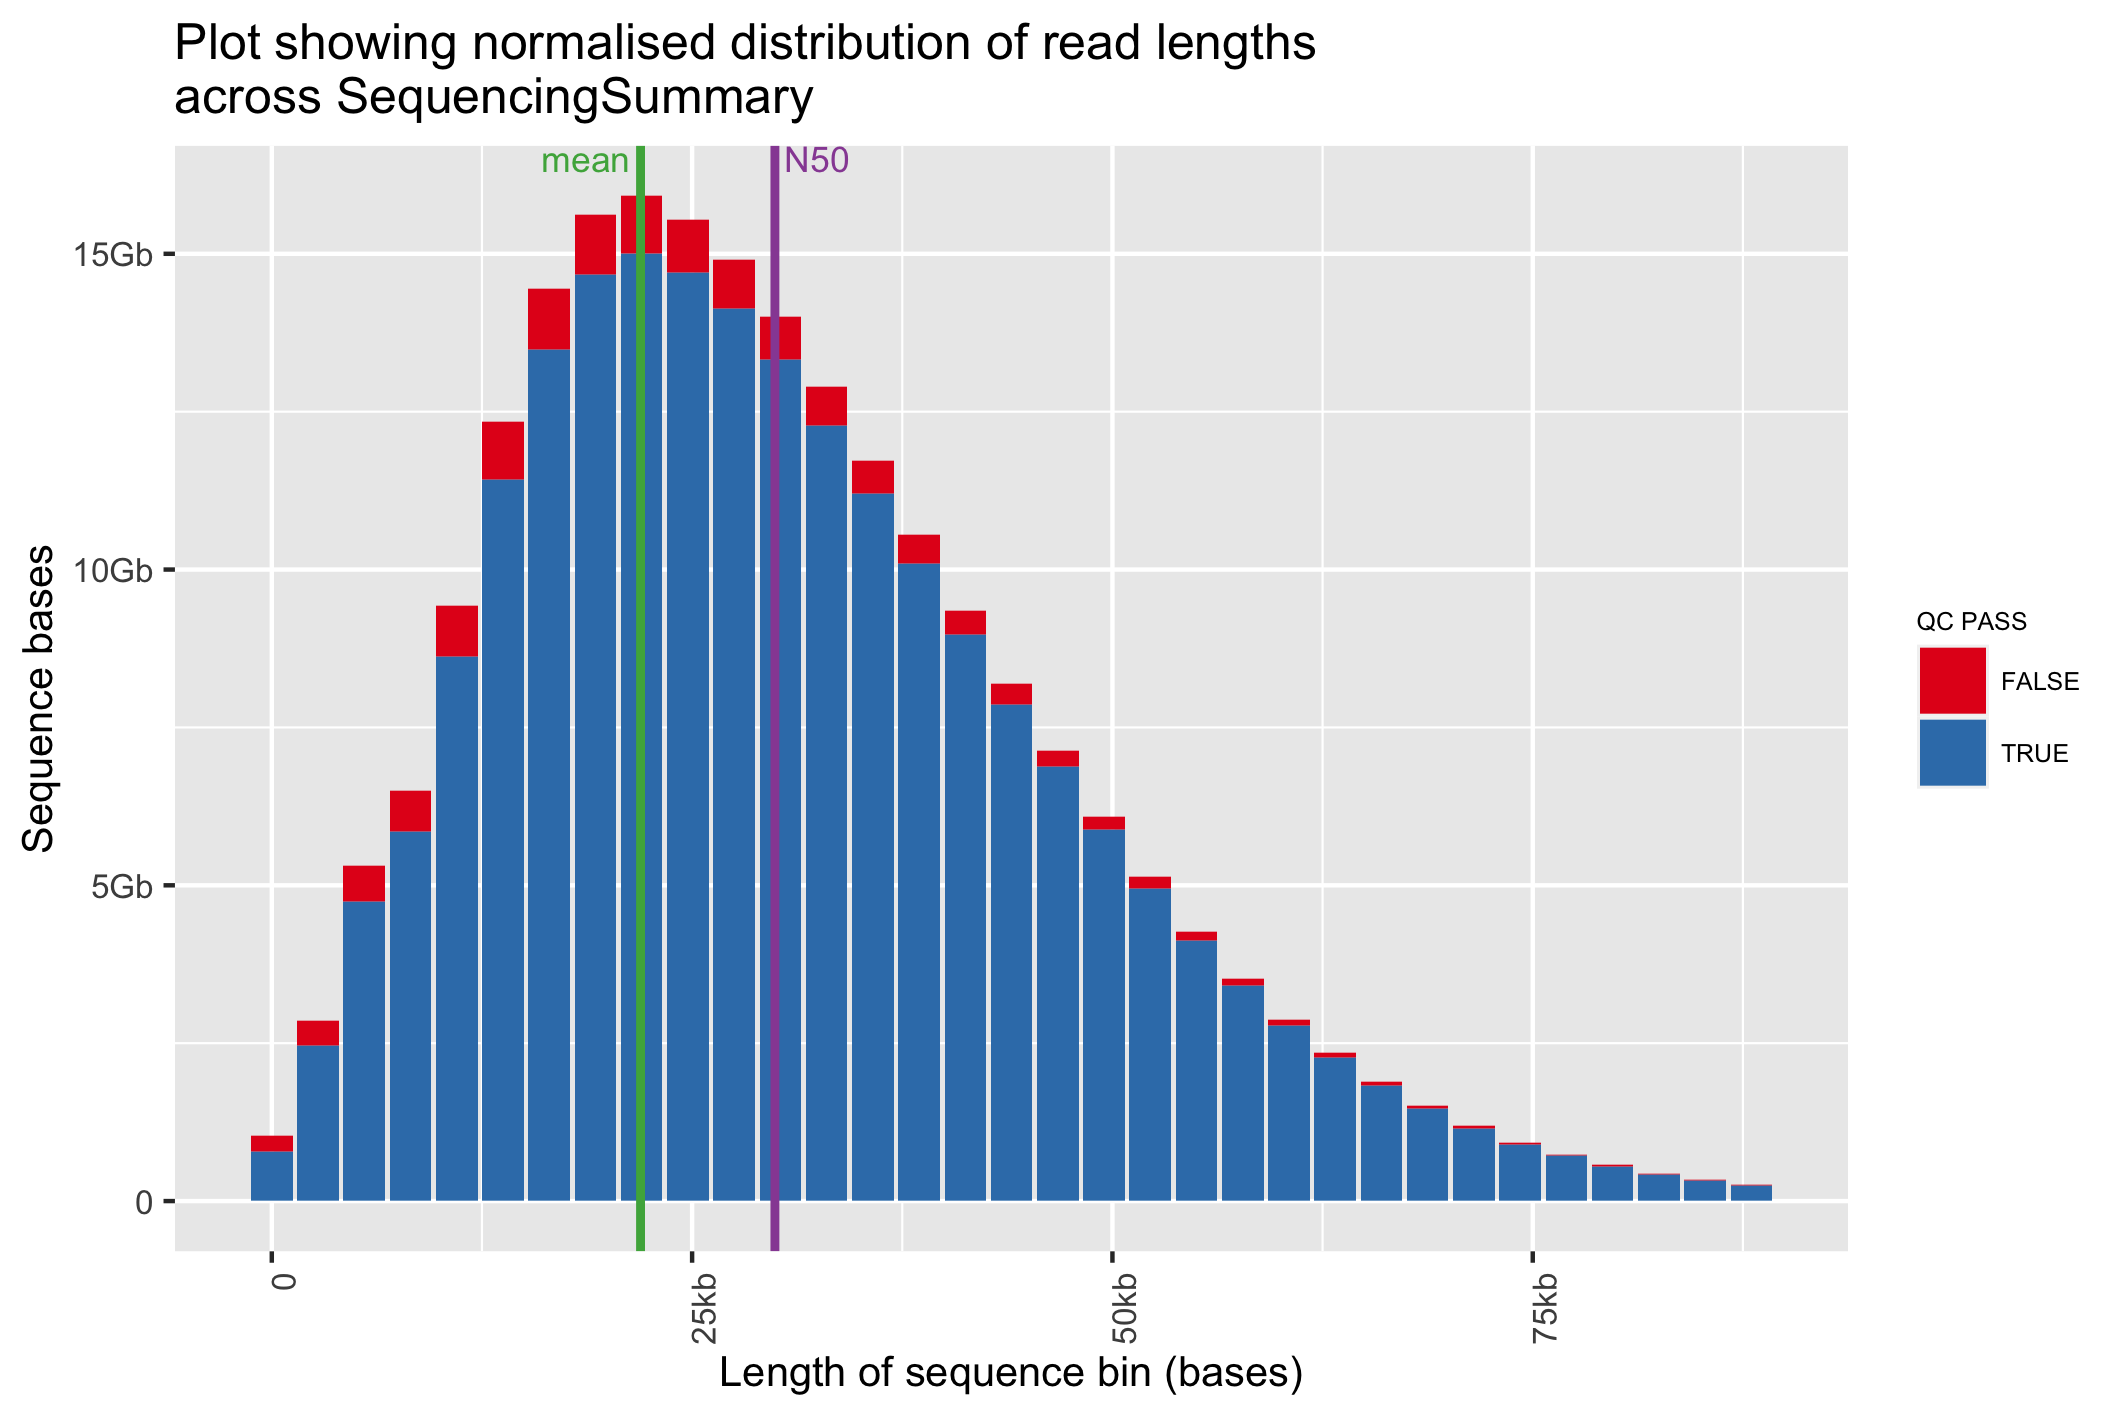 Plot showing normalised distribution of read lengths
across SequencingSummary
mean
N50
15Gb
10Gb
5Gb
0
Sequence bases
0
25kb
50kb
75kb
Length of sequence bin (bases)
QC PASS
FALSE
TRUE